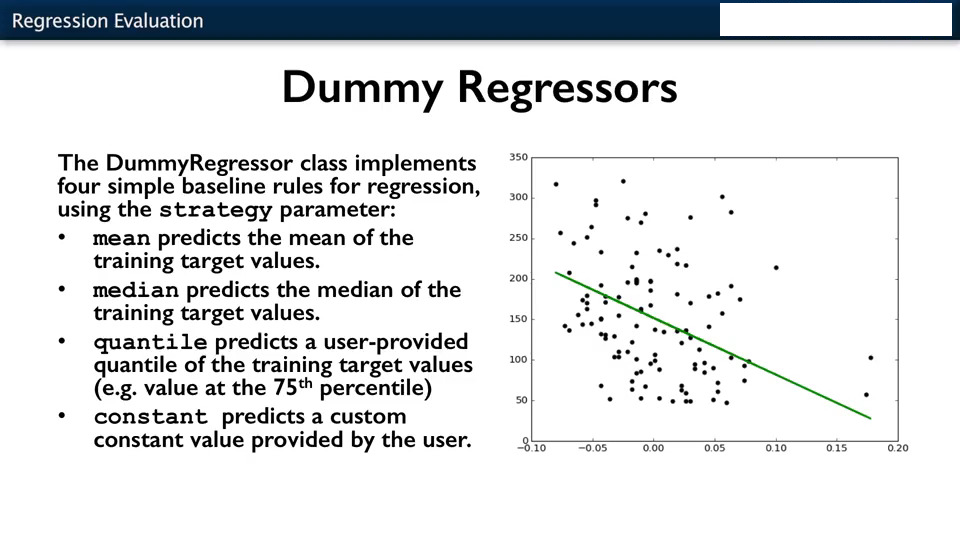 Regression Evaluation
Dummy Regressors
The DummyRegressor class implements
four simple baseline rules for regression,
using the strategy parameter:
• mean predicts the mean of the
training target values.
• median predicts the median of the
training target values.
• quantile predicts a user-provided
quantile of the training target values
(e.g. value at the 75th percentile)
• constant predicts a custom
constant value provided by the user.
350
300
250
200
150
100
50
0
−0.10 −0.05 0.00 0.05 0.10 0.15 0.20